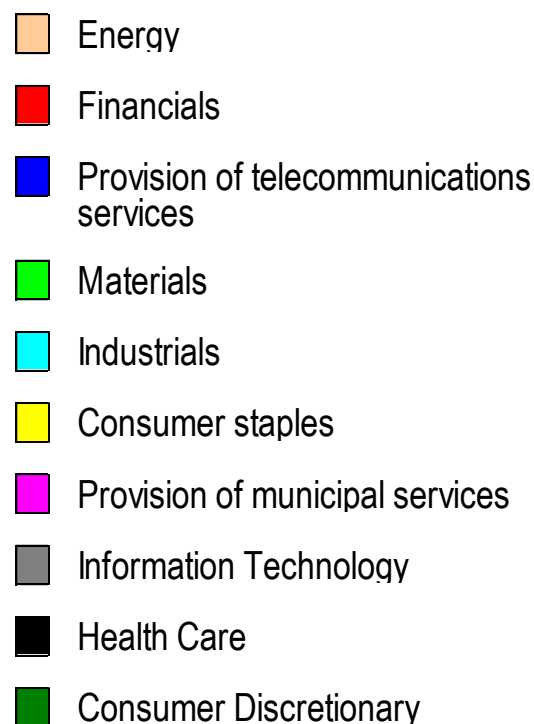 Energy
Financials
Provision of telecommunications
services
Materials
Industrials
Consumer staples
Provision of municipal services
Information Technology
Health Care
Consumer Discretionary